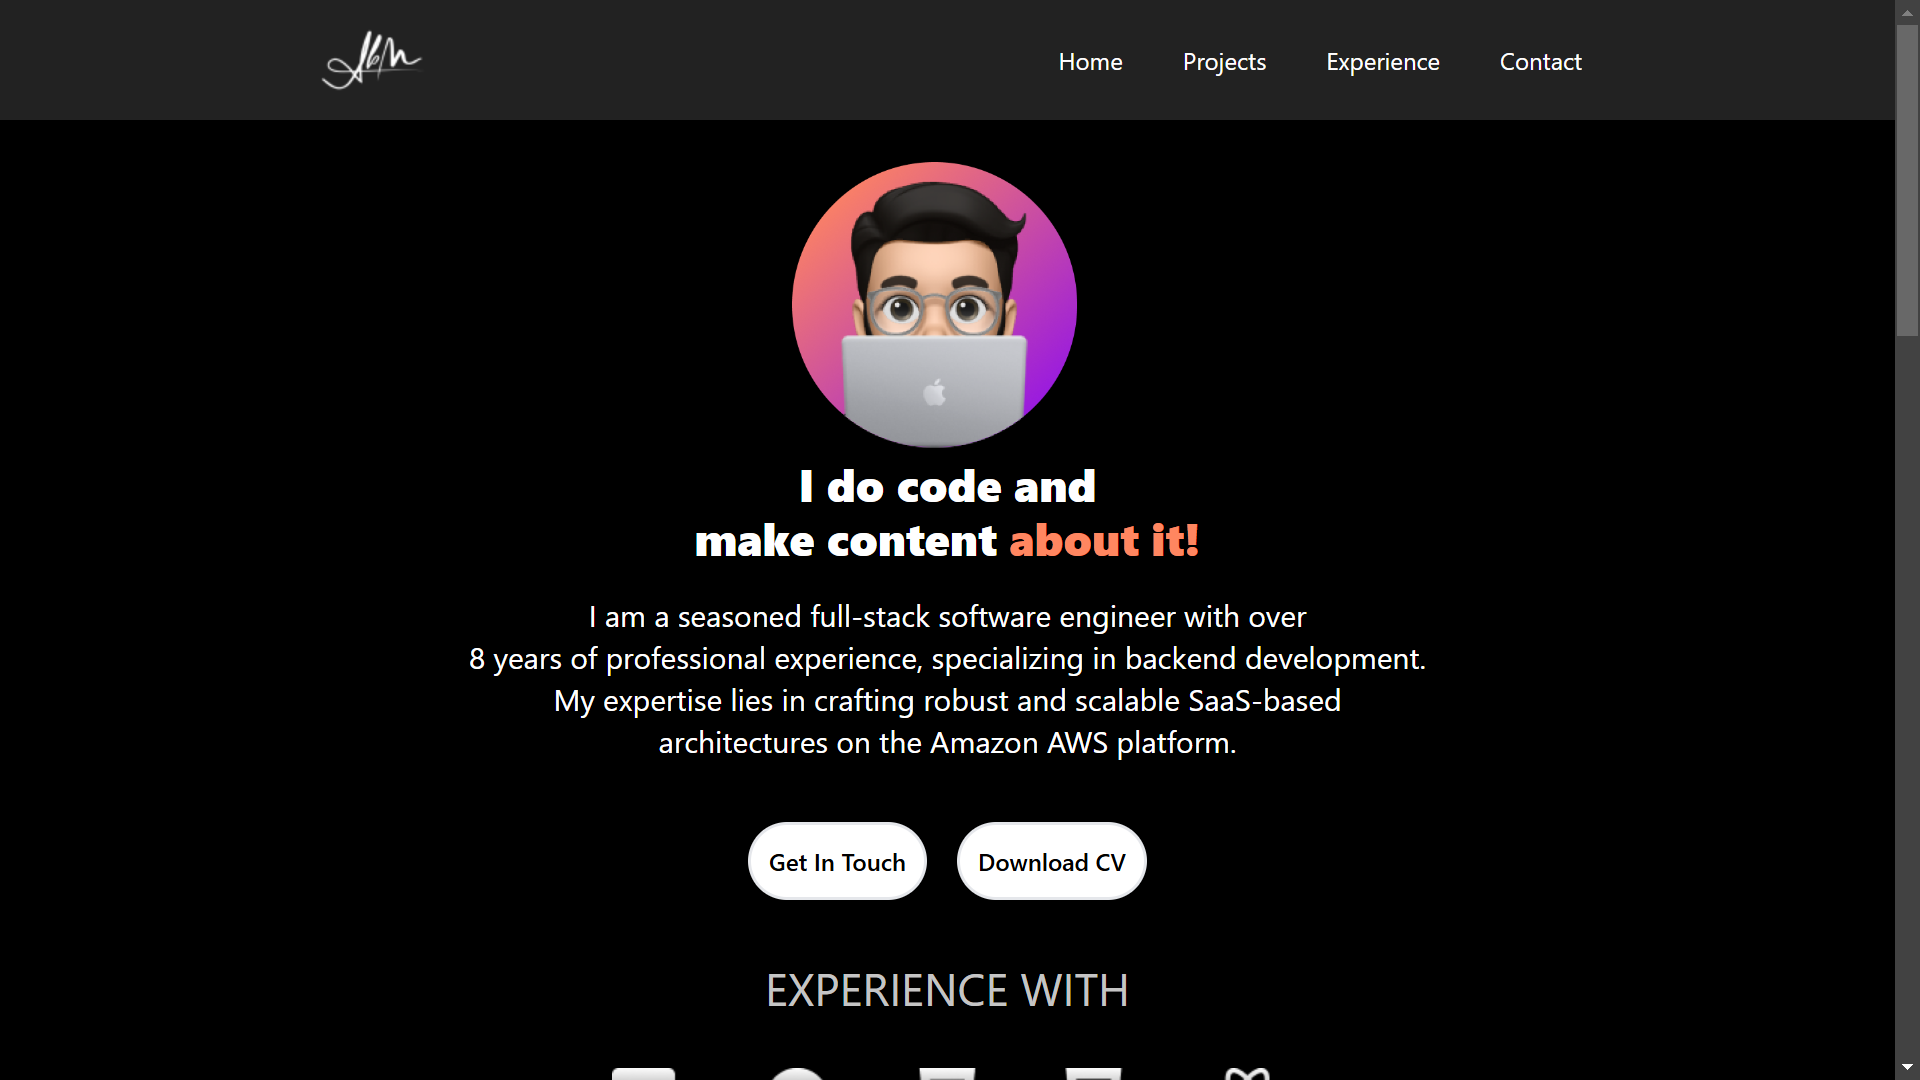 Home Projects Experience Contact
I do code and
make content about it!
I am a seasoned full-stack software engineer with over
8 years of professional experience, specializing in backend development.
My expertise lies in crafting robust and scalable SaaS-based
architectures on the Amazon AWS platform.
Get In Touch Download CV
EXPERIENCE WITH